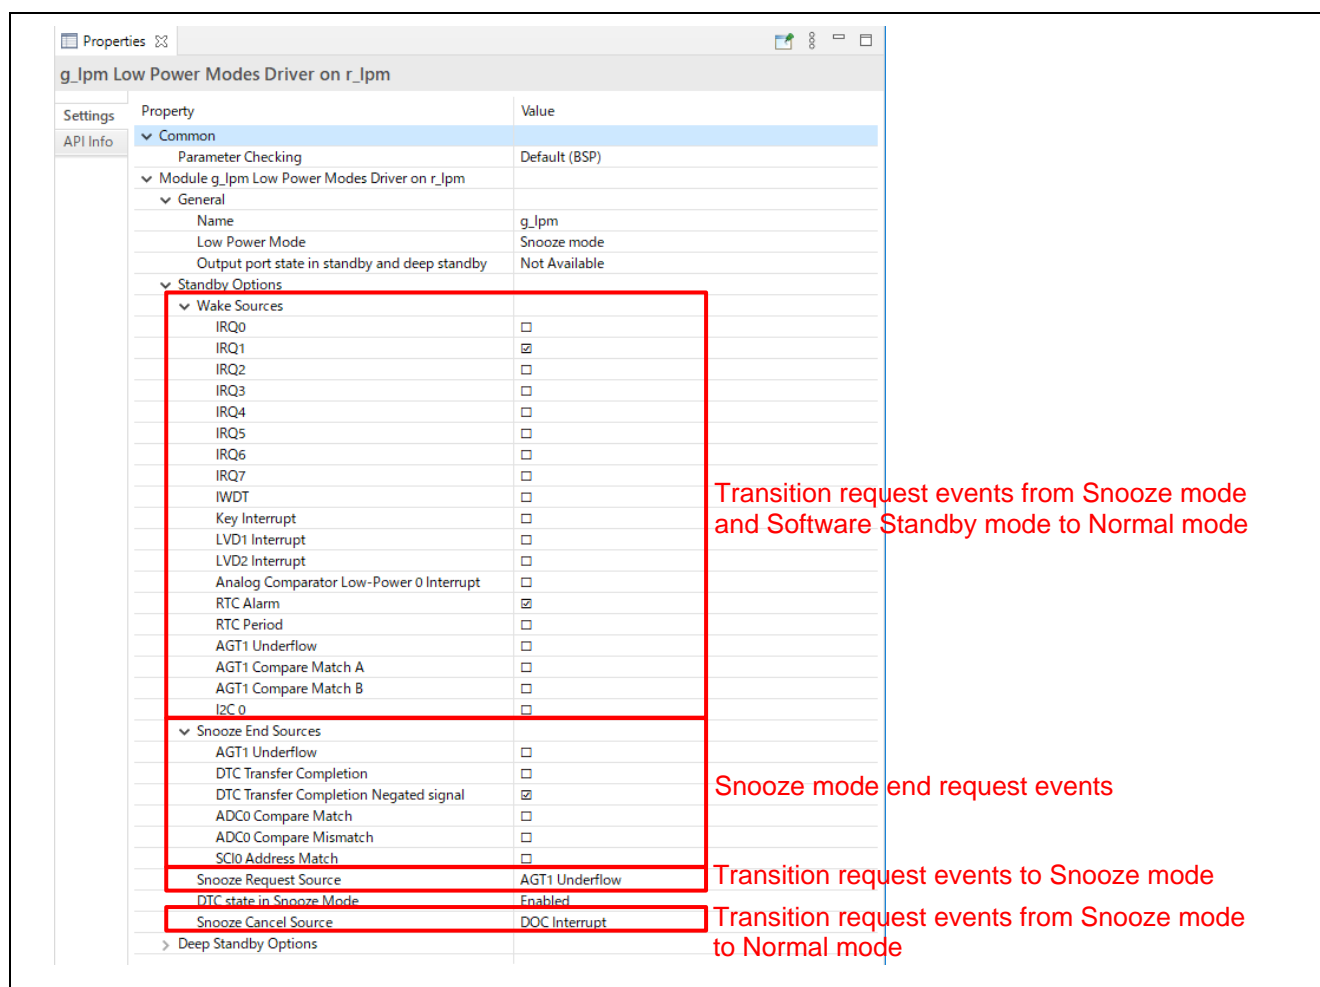 Properties
g_lpm Low Power Modes Driver on r_lpm
Settings
API Info
Property Value
Common
Parameter Checking Default (BSP)
Module g_lpm Low Power Modes Driver on r_lpm
General
Name g_lpm
Low Power Mode Snooze mode
Output port state in standby and deep standby Not Available
Standby Options
Wake Sources
IRQ0
IRQ1
IRQ2
IRQ3
IRQ4
IRQ5
IRQ6
IRQ7
IWDT
Key Interrupt
LVD1 Interrupt
LVD2 Interrupt
Analog Comparator Low-Power 0 Interrupt
RTC Alarm
RTC Period
AGT1 Underflow
AGT1 Compare Match A
AGT1 Compare Match B
I2C 0
Transition request events from Snooze mode
and Software Standby mode to Normal mode
Snooze End Sources
AGT1 Underflow
DTC Transfer Completion
DTC Transfer Completion Negated signal
ADC0 Compare Match
ADC0 Compare Mismatch
SCI0 Address Match
Snooze mode end request events
Snooze Request Source AGT1 Underflow
Transition request events to Snooze mode
DTC state in Snooze Mode Enabled
Snooze Cancel Source DOC Interrupt
Transition request events from Snooze mode
to Normal mode
Deep Standby Options